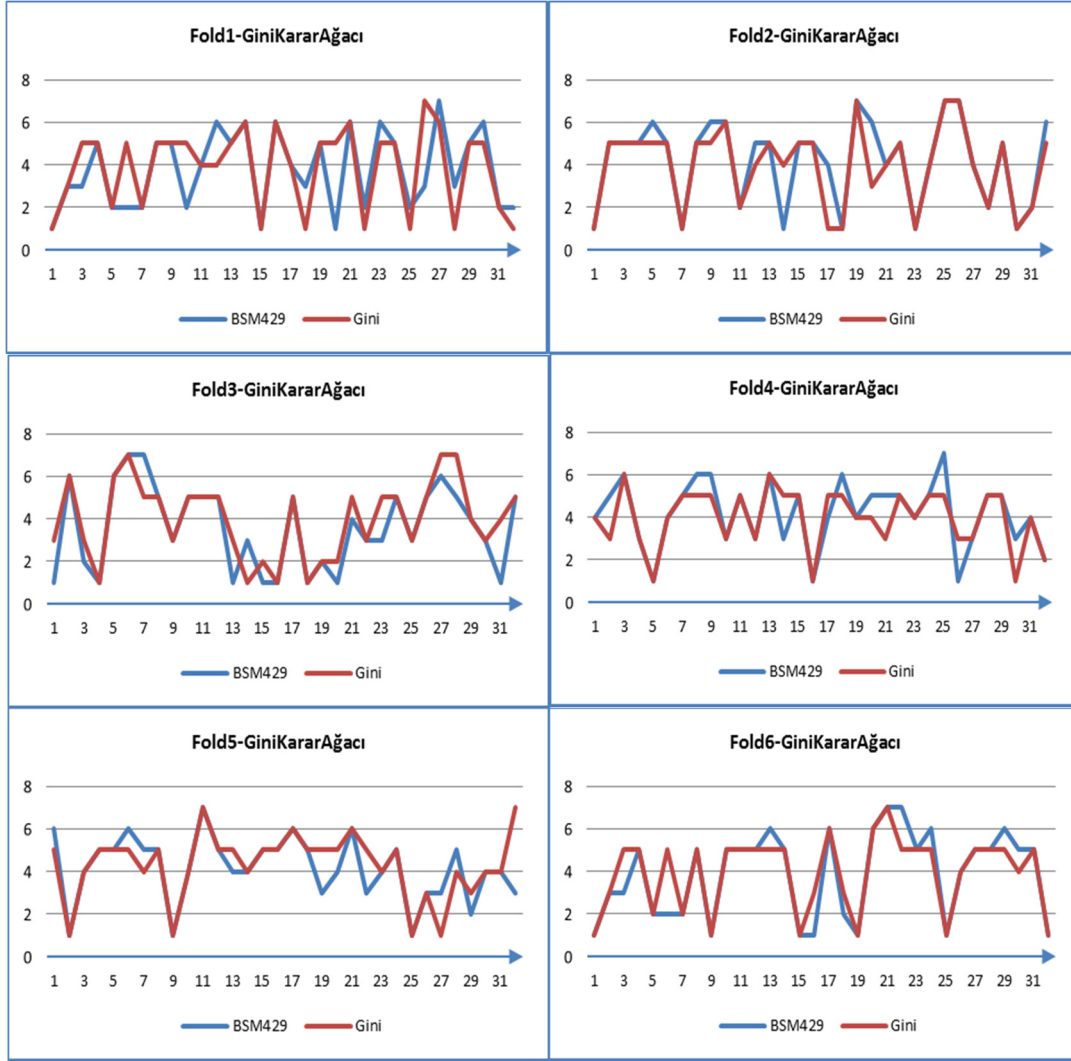 Fold1-GiniKararAğacı
8
6
4
2
0
1 3 5 7 9 11 13 15 17 19 21 23 25 27 29 31
BSM429 Gini
Fold2-GiniKararAğacı
8
6
4
2
0
1 3 5 7 9 11 13 15 17 19 21 23 25 27 29 31
BSM429 Gini
Fold3-GiniKararAğacı
8
6
4
2
0
1 3 5 7 9 11 13 15 17 19 21 23 25 27 29 31
BSM429 Gini
Fold4-GiniKararAğacı
8
6
4
2
0
1 3 5 7 9 11 13 15 17 19 21 23 25 27 29 31
BSM429 Gini
Fold5-GiniKararAğacı
8
6
4
2
0
1 3 5 7 9 11 13 15 17 19 21 23 25 27 29 31
BSM429 Gini
Fold6-GiniKararAğacı
8
6
4
2
0
1 3 5 7 9 11 13 15 17 19 21 23 25 27 29 31
BSM429 Gini